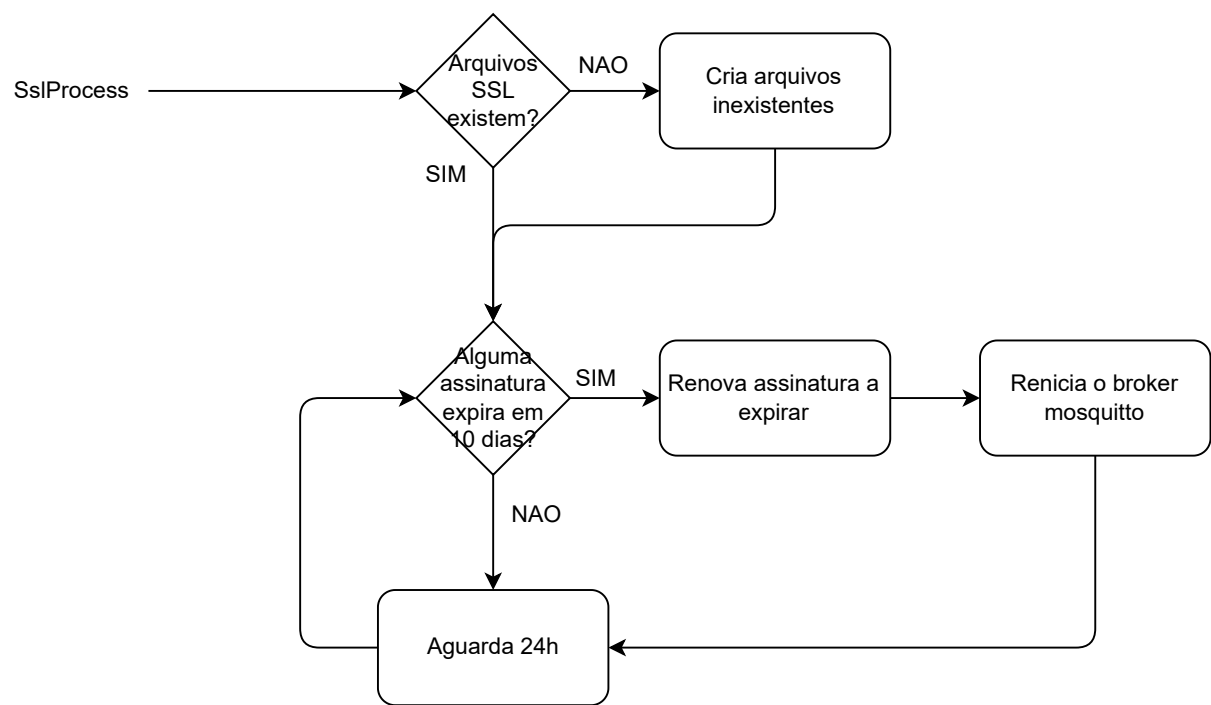 Arquivos
SSL
existem?
NAO
Cria arquivos
inexistentes
SslProcess
SIM
Alguma
assinatura
expira em
10 dias?
SIM
Renova assinatura a
expirar
Renicia o broker
mosquitto
NAO
Aguarda 24h